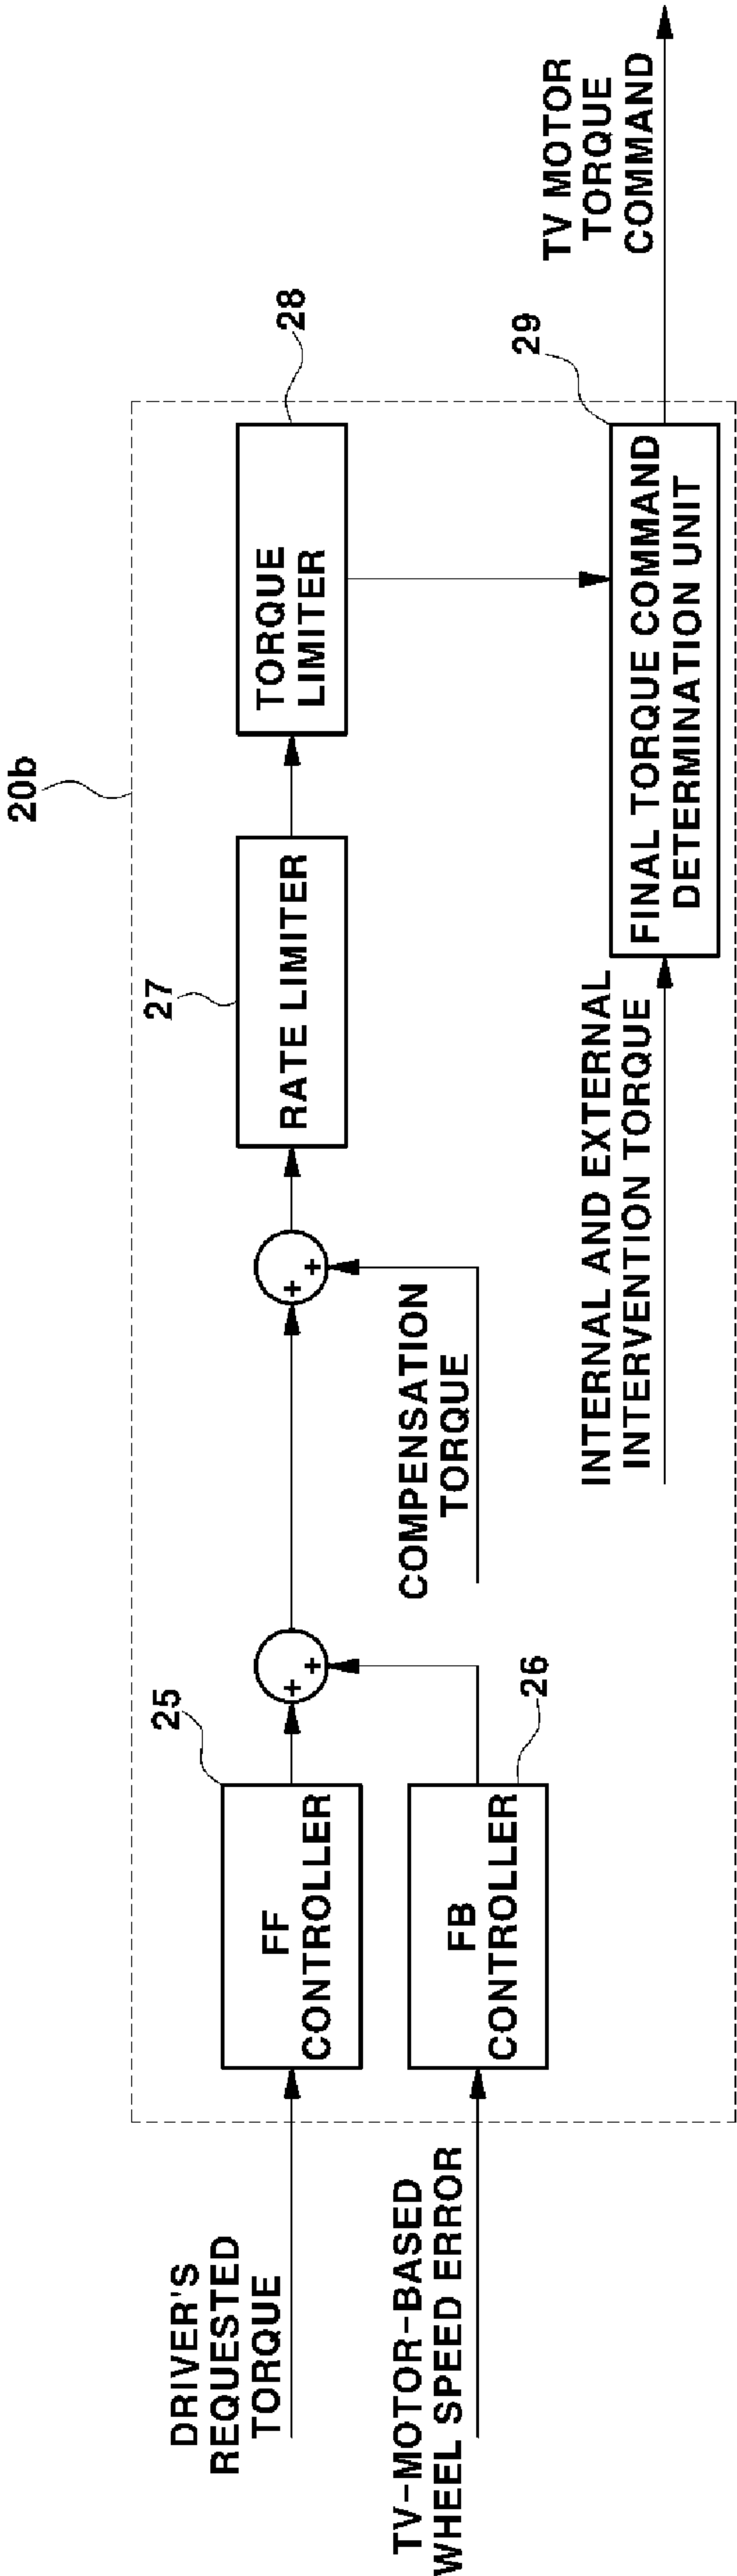 20b
DRIVER'S
REQUESTED
TORQUE
25
FF
CONTROLLER
+
+
+
+
27
RATE LIMITER
TORQUE
LIMITER
28
TV-MOTOR-BASED
WHEEL SPEED ERROR
FB
CONTROLLER
26
COMPENSATION
TORQUE
INTERNAL AND EXTERNAL
INTERVENTION TORQUE
FINAL TORQUE COMMAND
DETERMINATION UNIT
29
TV MOTOR
TORQUE
COMMAND